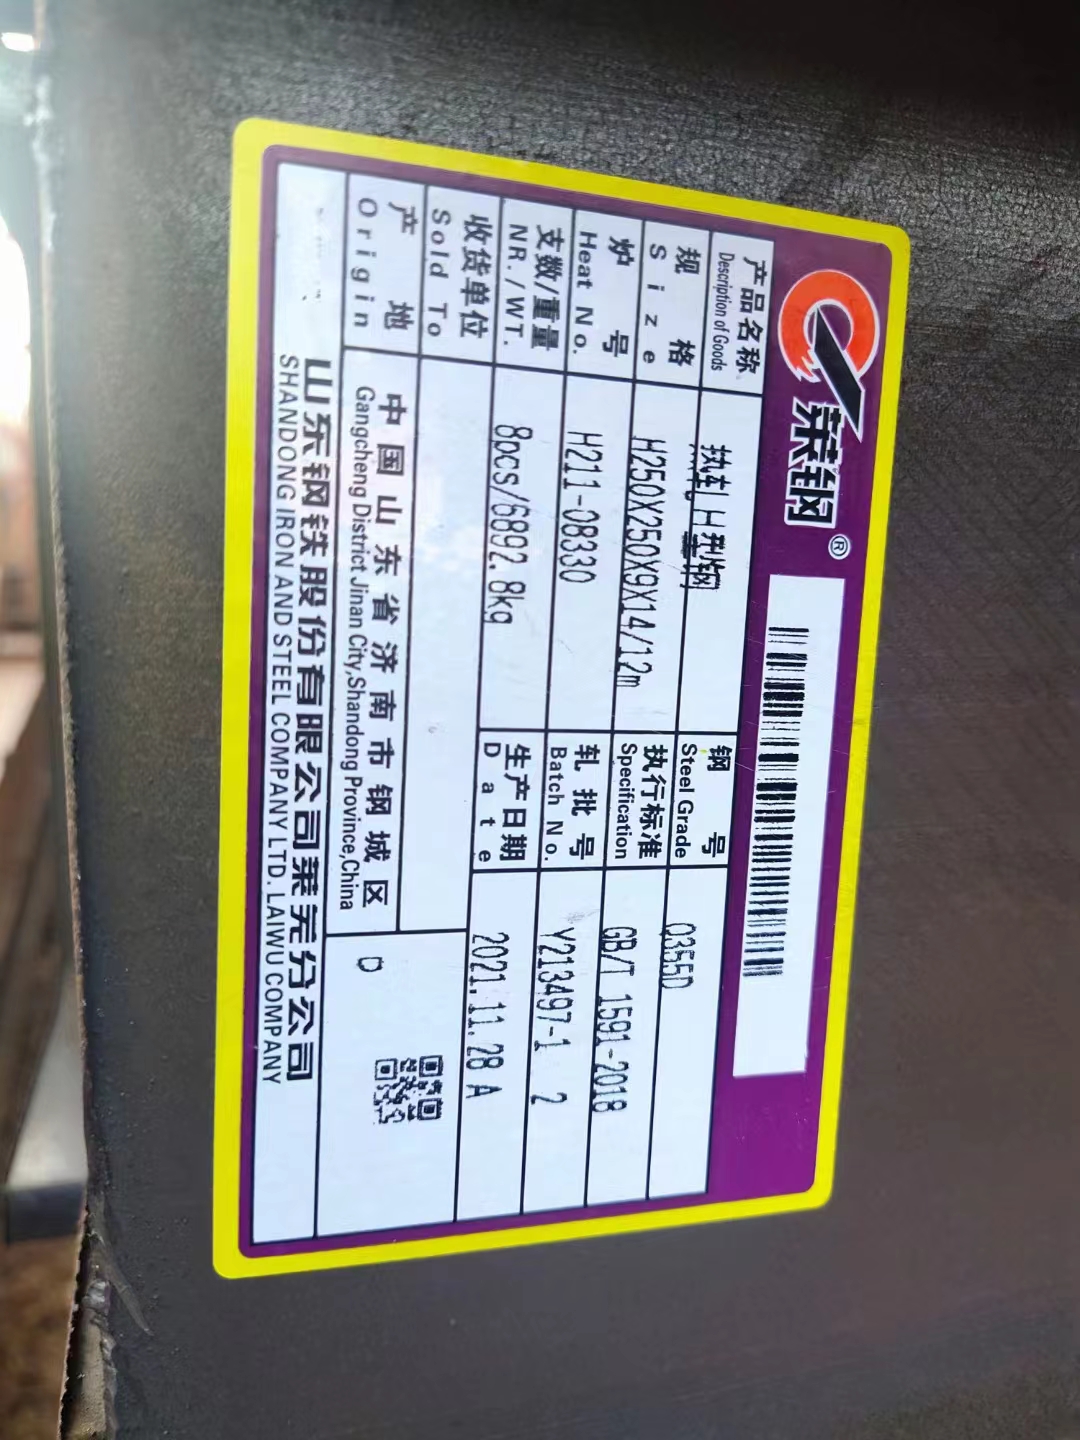 莱钢®
产品名称 热轧H型钢 钢号 Q355D
Description of Goods Steel Grade
规格 H250X250X9X14/12m 执行标准 GB/T 1591-2018
Size Specification
炉号 H211-08330 轧批号 Y213497-1 2
Heat No. Batch No.
支数/重量 8pcs/6892.8kg 生产日期 2021.11.28 A
NR./WT. Date
收货单位
Sold To
产地 中国山东省济南市钢城区 D
Origin Gangcheng District Jinan City,Shandong Province,China
山东钢铁股份有限公司莱芜分公司
SHANDONG IRON AND STEEL COMPANY LTD. LAIWU COMPANY